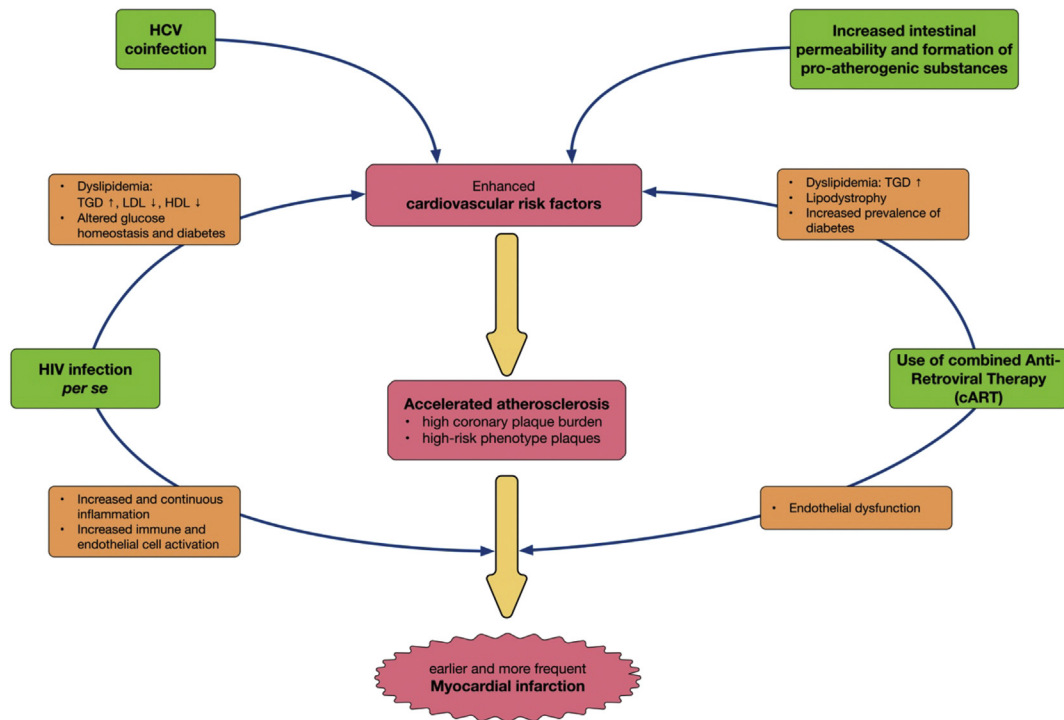 HCV
coinfection
Increased intestinal
permeability and formation of
pro-atherogenic substances
• Dyslipidemia:
TGD ↑, LDL ↓, HDL ↓
• Altered glucose
homeostasis and diabetes
Enhanced
cardiovascular risk factors
• Dyslipidemia: TGD ↑
• Lipodystrophy
• Increased prevalence of
diabetes
HIV infection
per se
Use of combined Anti-
Retroviral Therapy
(cART)
Accelerated atherosclerosis
• high coronary plaque burden
• high-risk phenotype plaques
• Increased and continuous
inflammation
• Increased immune and
endothelial cell activation
• Endothelial dysfunction
earlier and more frequent
Myocardial infarction